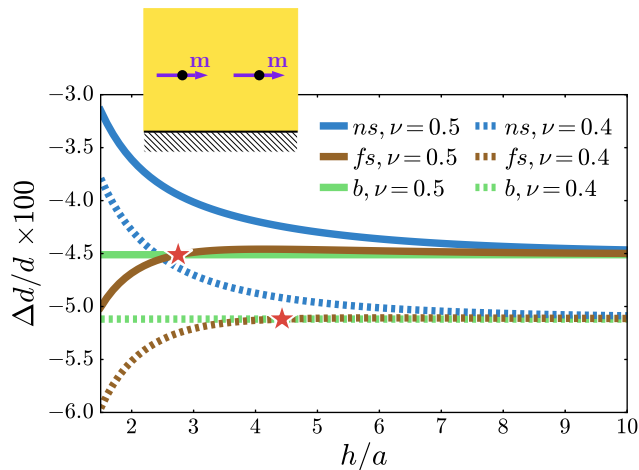 m m
−3.0
−3.5
−4.0
−4.5
−5.0
−5.5
−6.0
Δd/d ×100
ns, ν = 0.5 ns, ν = 0.4
fs, ν = 0.5 fs, ν = 0.4
b, ν = 0.5 b, ν = 0.4
2 3 4 5 6 7 8 9 10
h/a